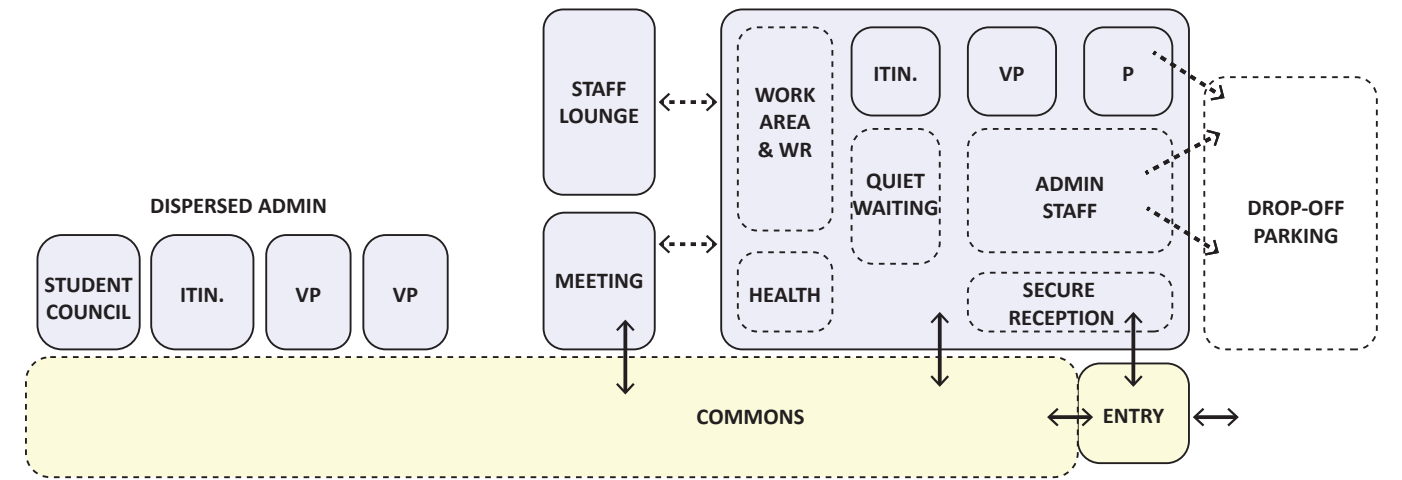 STAFF
LOUNGE
WORK
AREA
& WR
ITIN.
VP
P
QUIET
WAITING
ADMIN
STAFF
DROP-OFF
PARKING
DISPERSED ADMIN
STUDENT
COUNCIL
ITIN.
VP
VP
MEETING
HEALTH
SECURE
RECEPTION
COMMONS
ENTRY